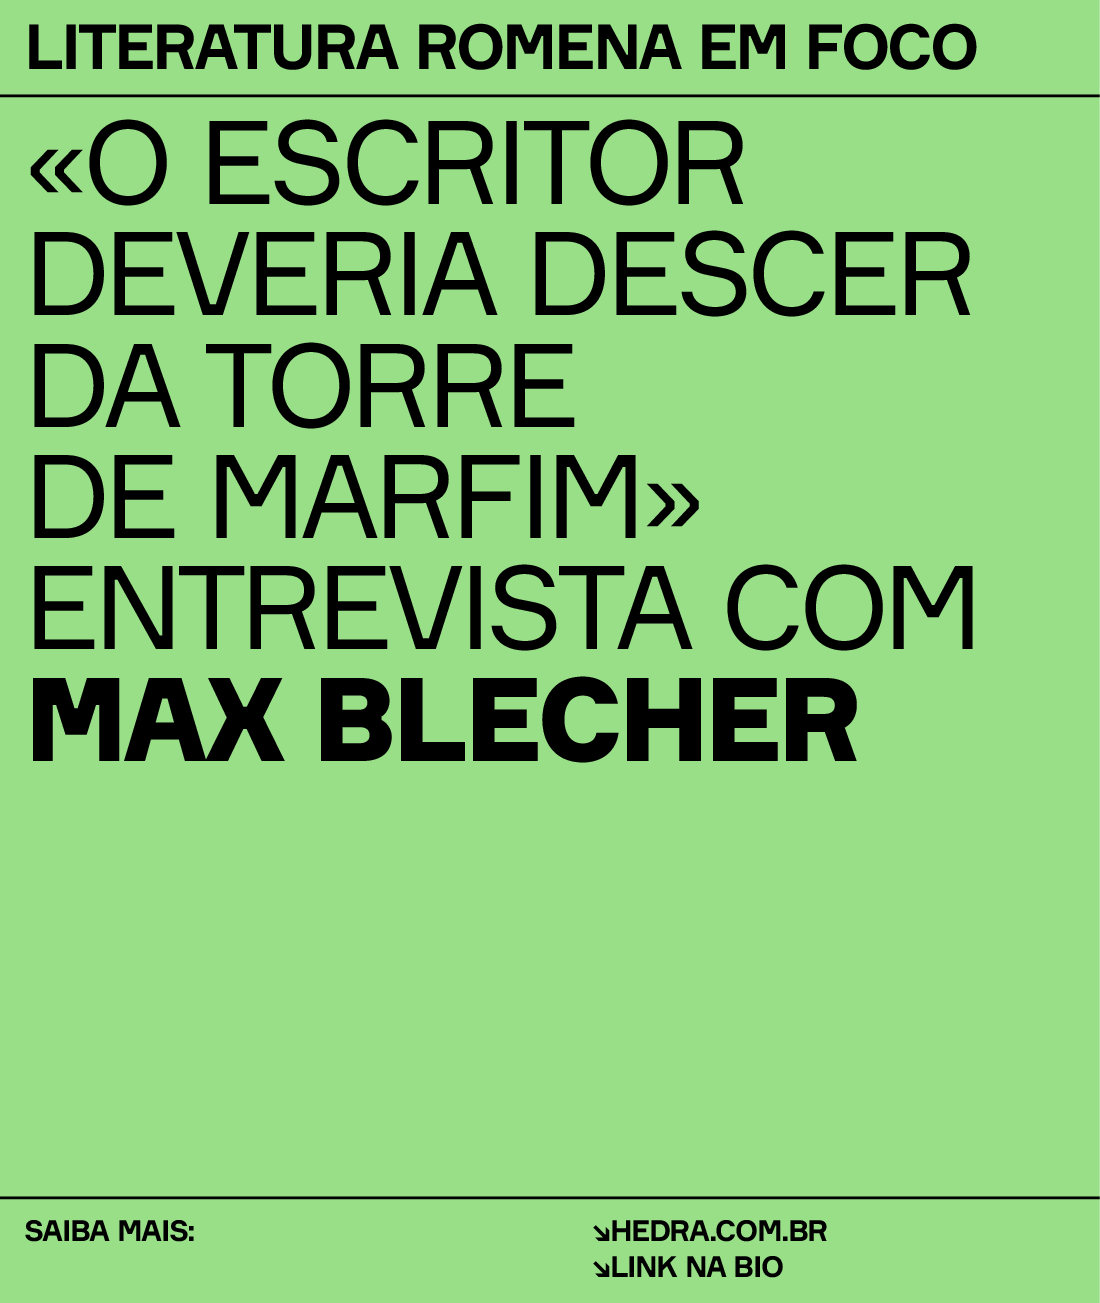 LITERATURA ROMENA EM FOCO
«O ESCRITOR
DEVERIA DESCER
DA TORRE
DE MARFIM»
ENTREVISTA COM
MAX BLECHER
SAIBA MAIS:
↘HEDRA.COM.BR
↘LINK NA BIO